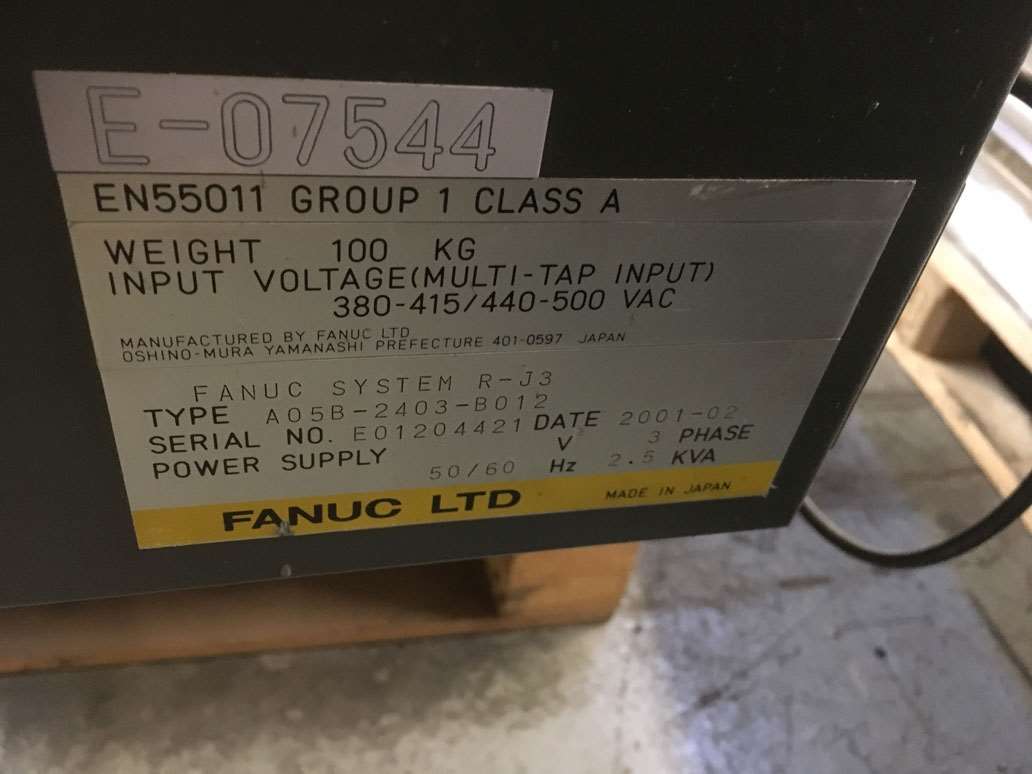 E-07544
EN55011 GROUP 1 CLASS A
WEIGHT 100 KG
INPUT VOLTAGE(MULTI-TAP INPUT)
380-415/440-500 VAC
MANUFACTURED BY FANUC LTD
OSHINO-MURA YAMANASHI PREFECTURE 401-0597 JAPAN
FANUC SYSTEM R-J3
TYPE A05B-2403-B012
SERIAL NO. E01204421 DATE 2001-02
POWER SUPPLY V 3 PHASE
50/60 Hz 2.5 KVA
FANUC LTD MADE IN JAPAN